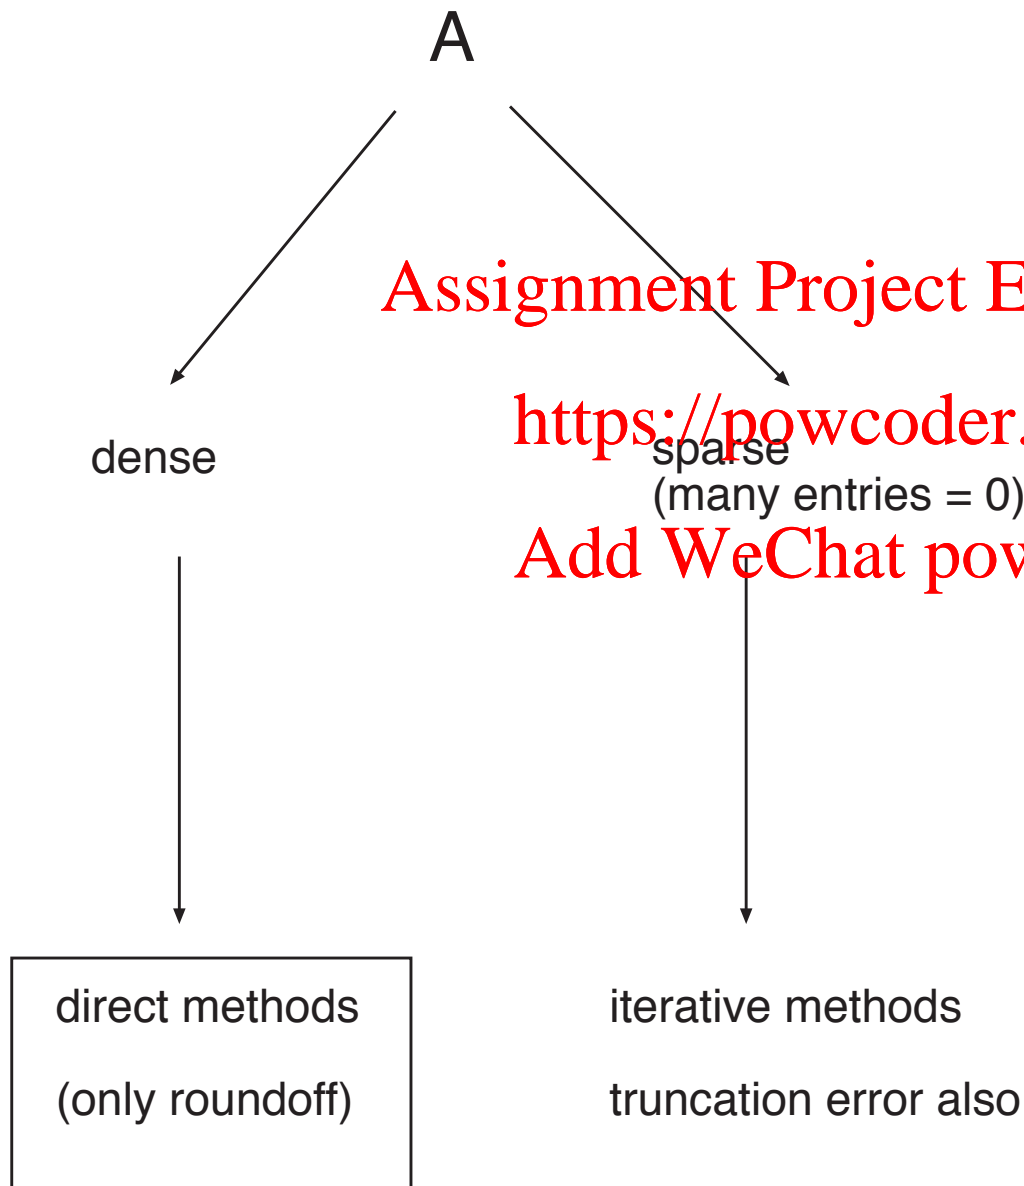 A
Assignment Project E
https://powcoder.
dense
sparse
(many entries = 0)
Add WeChat pow
direct methods
iterative methods
(only roundoff)
truncation error also